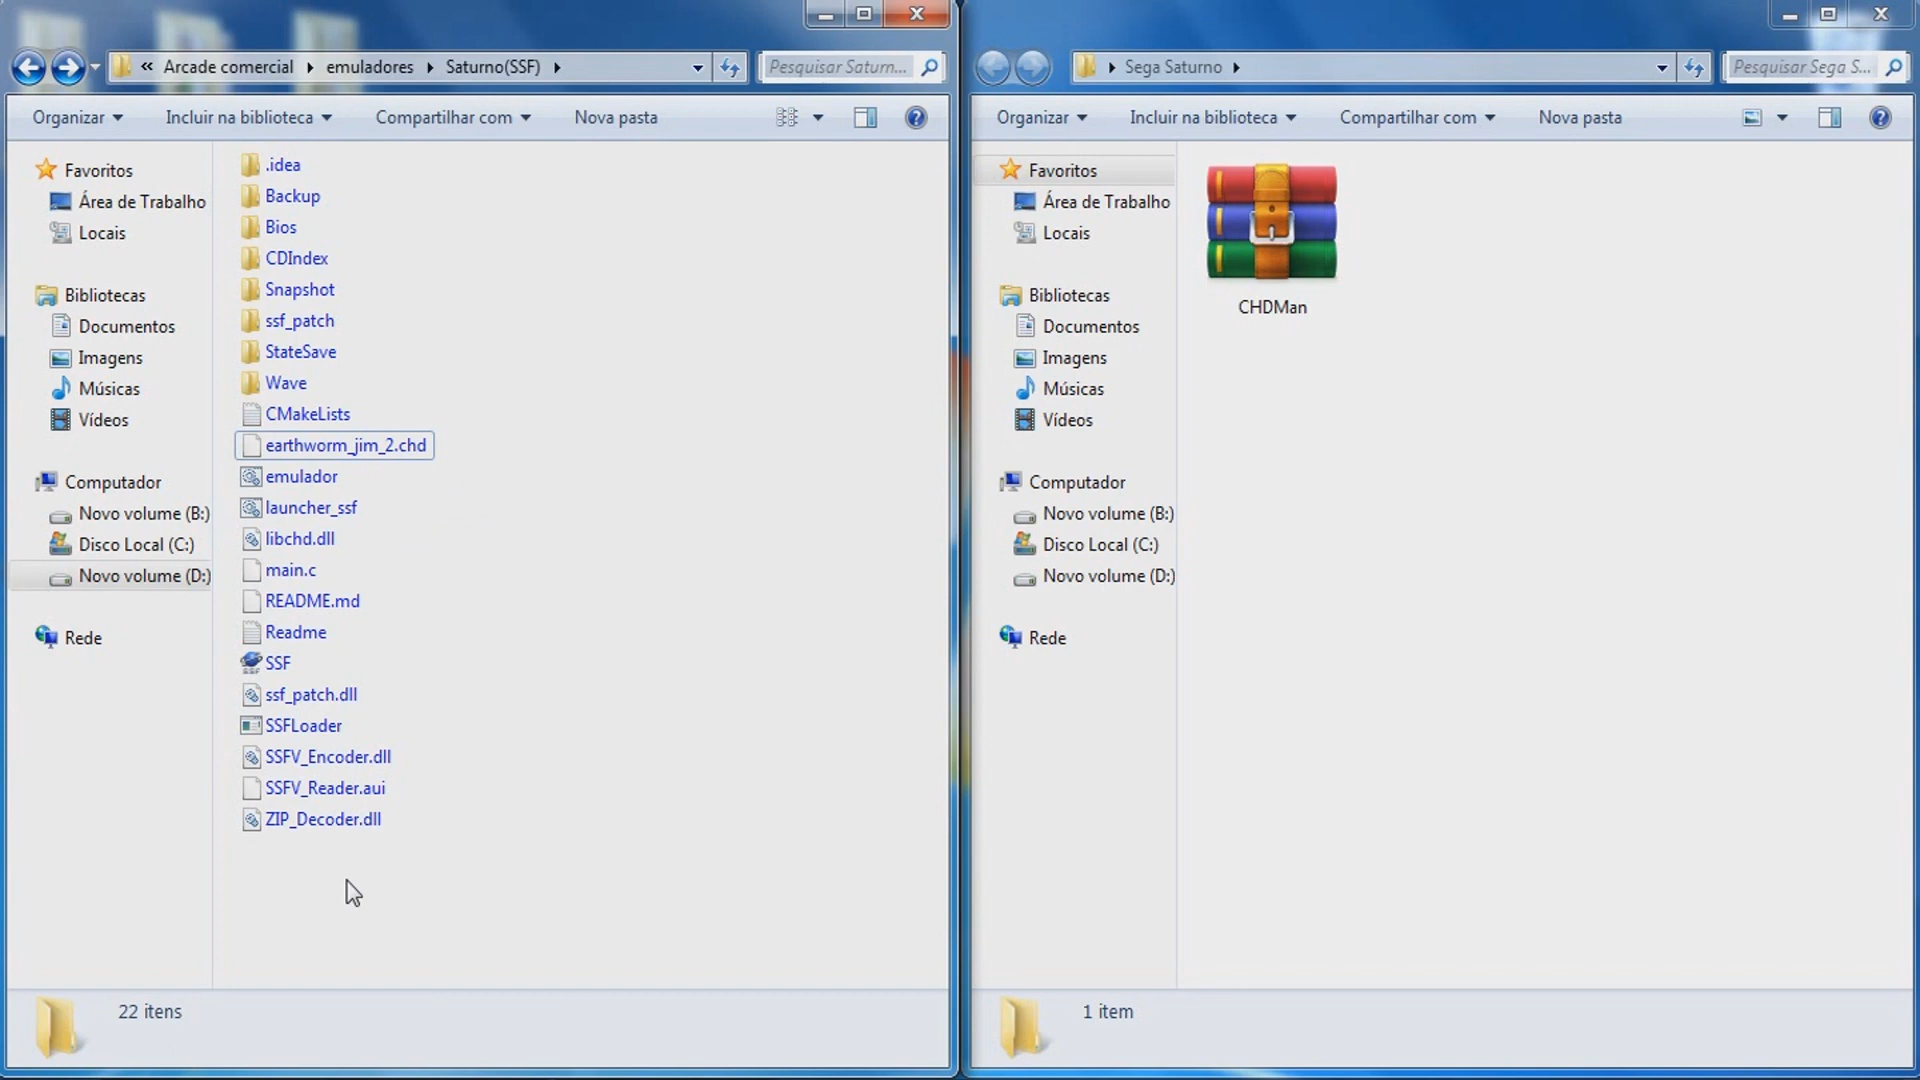 « Arcade comercial ▸ emuladores ▸ Saturno(SSF) ▸
Pesquisar Saturn...
Organizar
Incluir na biblioteca
Compartilhar com
Nova pasta
Favoritos
Área de Trabalho
Locais
Bibliotecas
Documentos
Imagens
Músicas
Vídeos
Computador
Novo volume (B:)
Disco Local (C:)
Novo volume (D:)
Rede
.idea
Backup
Bios
CDIndex
Snapshot
ssf_patch
StateSave
Wave
CMakeLists
earthworm_jim_2.chd
emulador
launcher_ssf
libchd.dll
main.c
README.md
Readme
SSF
ssf_patch.dll
SSFLoader
SSFV_Encoder.dll
SSFV_Reader.aui
ZIP_Decoder.dll
22 itens
▸ Sega Saturno ▸
Pesquisar Sega S...
Organizar
Incluir na biblioteca
Compartilhar com
Nova pasta
Favoritos
Área de Trabalho
Locais
Bibliotecas
Documentos
Imagens
Músicas
Vídeos
Computador
Novo volume (B:)
Disco Local (C:)
Novo volume (D:)
Rede
CHDMan
1 item